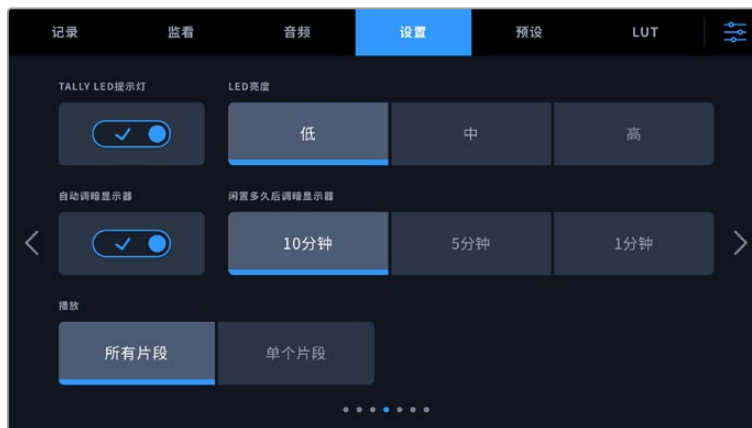 记录 监看 音频 设置 预设 LUT
TALLY LED提示灯 LED亮度
低 中 高
自动调暗显示器 闲置多久后调暗显示器
10分钟 5分钟 1分钟
播放
所有片段 单个片段